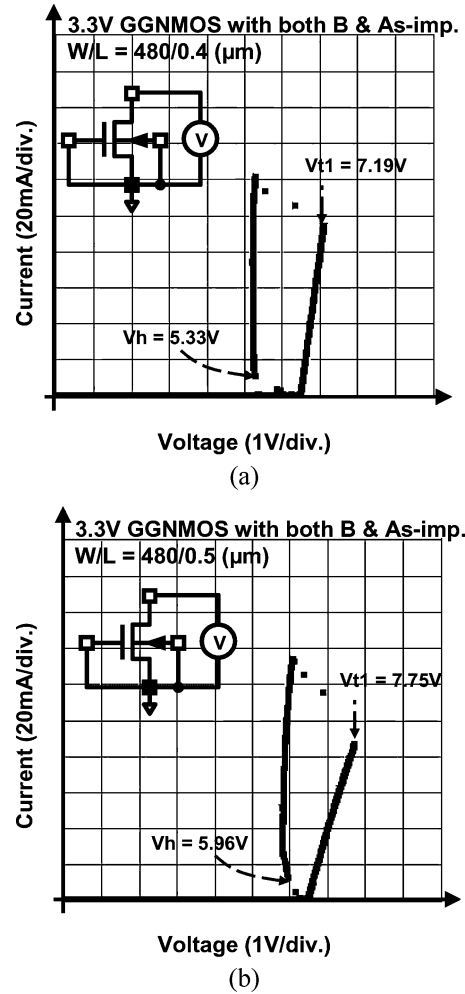 3.3V GGNMOS with both B & As-imp.
W/L = 480/0.4 (μm)
V
Vt1 = 7.19V
Vh = 5.33V
Current (20mA/div.)
Voltage (1V/div.)
(a)
3.3V GGNMOS with both B & As-imp.
W/L = 480/0.5 (μm)
V
Vt1 = 7.75V
Vh = 5.96V
Current (20mA/div.)
Voltage (1V/div.)
(b)